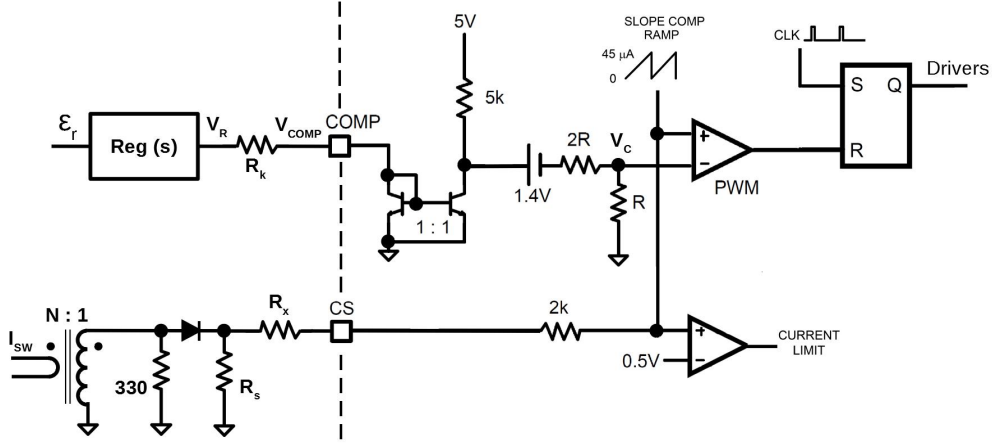 SLOPE COMP
RAMP
5V
CLK
45 µA
0
S Q
Drivers
R
5k
εr
Reg (s)
VR
Rk
VCOMP
COMP
2R
VC
+
−
PWM
1.4V
R
1 : 1
N : 1
ISW
330
Rs
Rx
CS
2k
+
−
0.5V
CURRENT
LIMIT